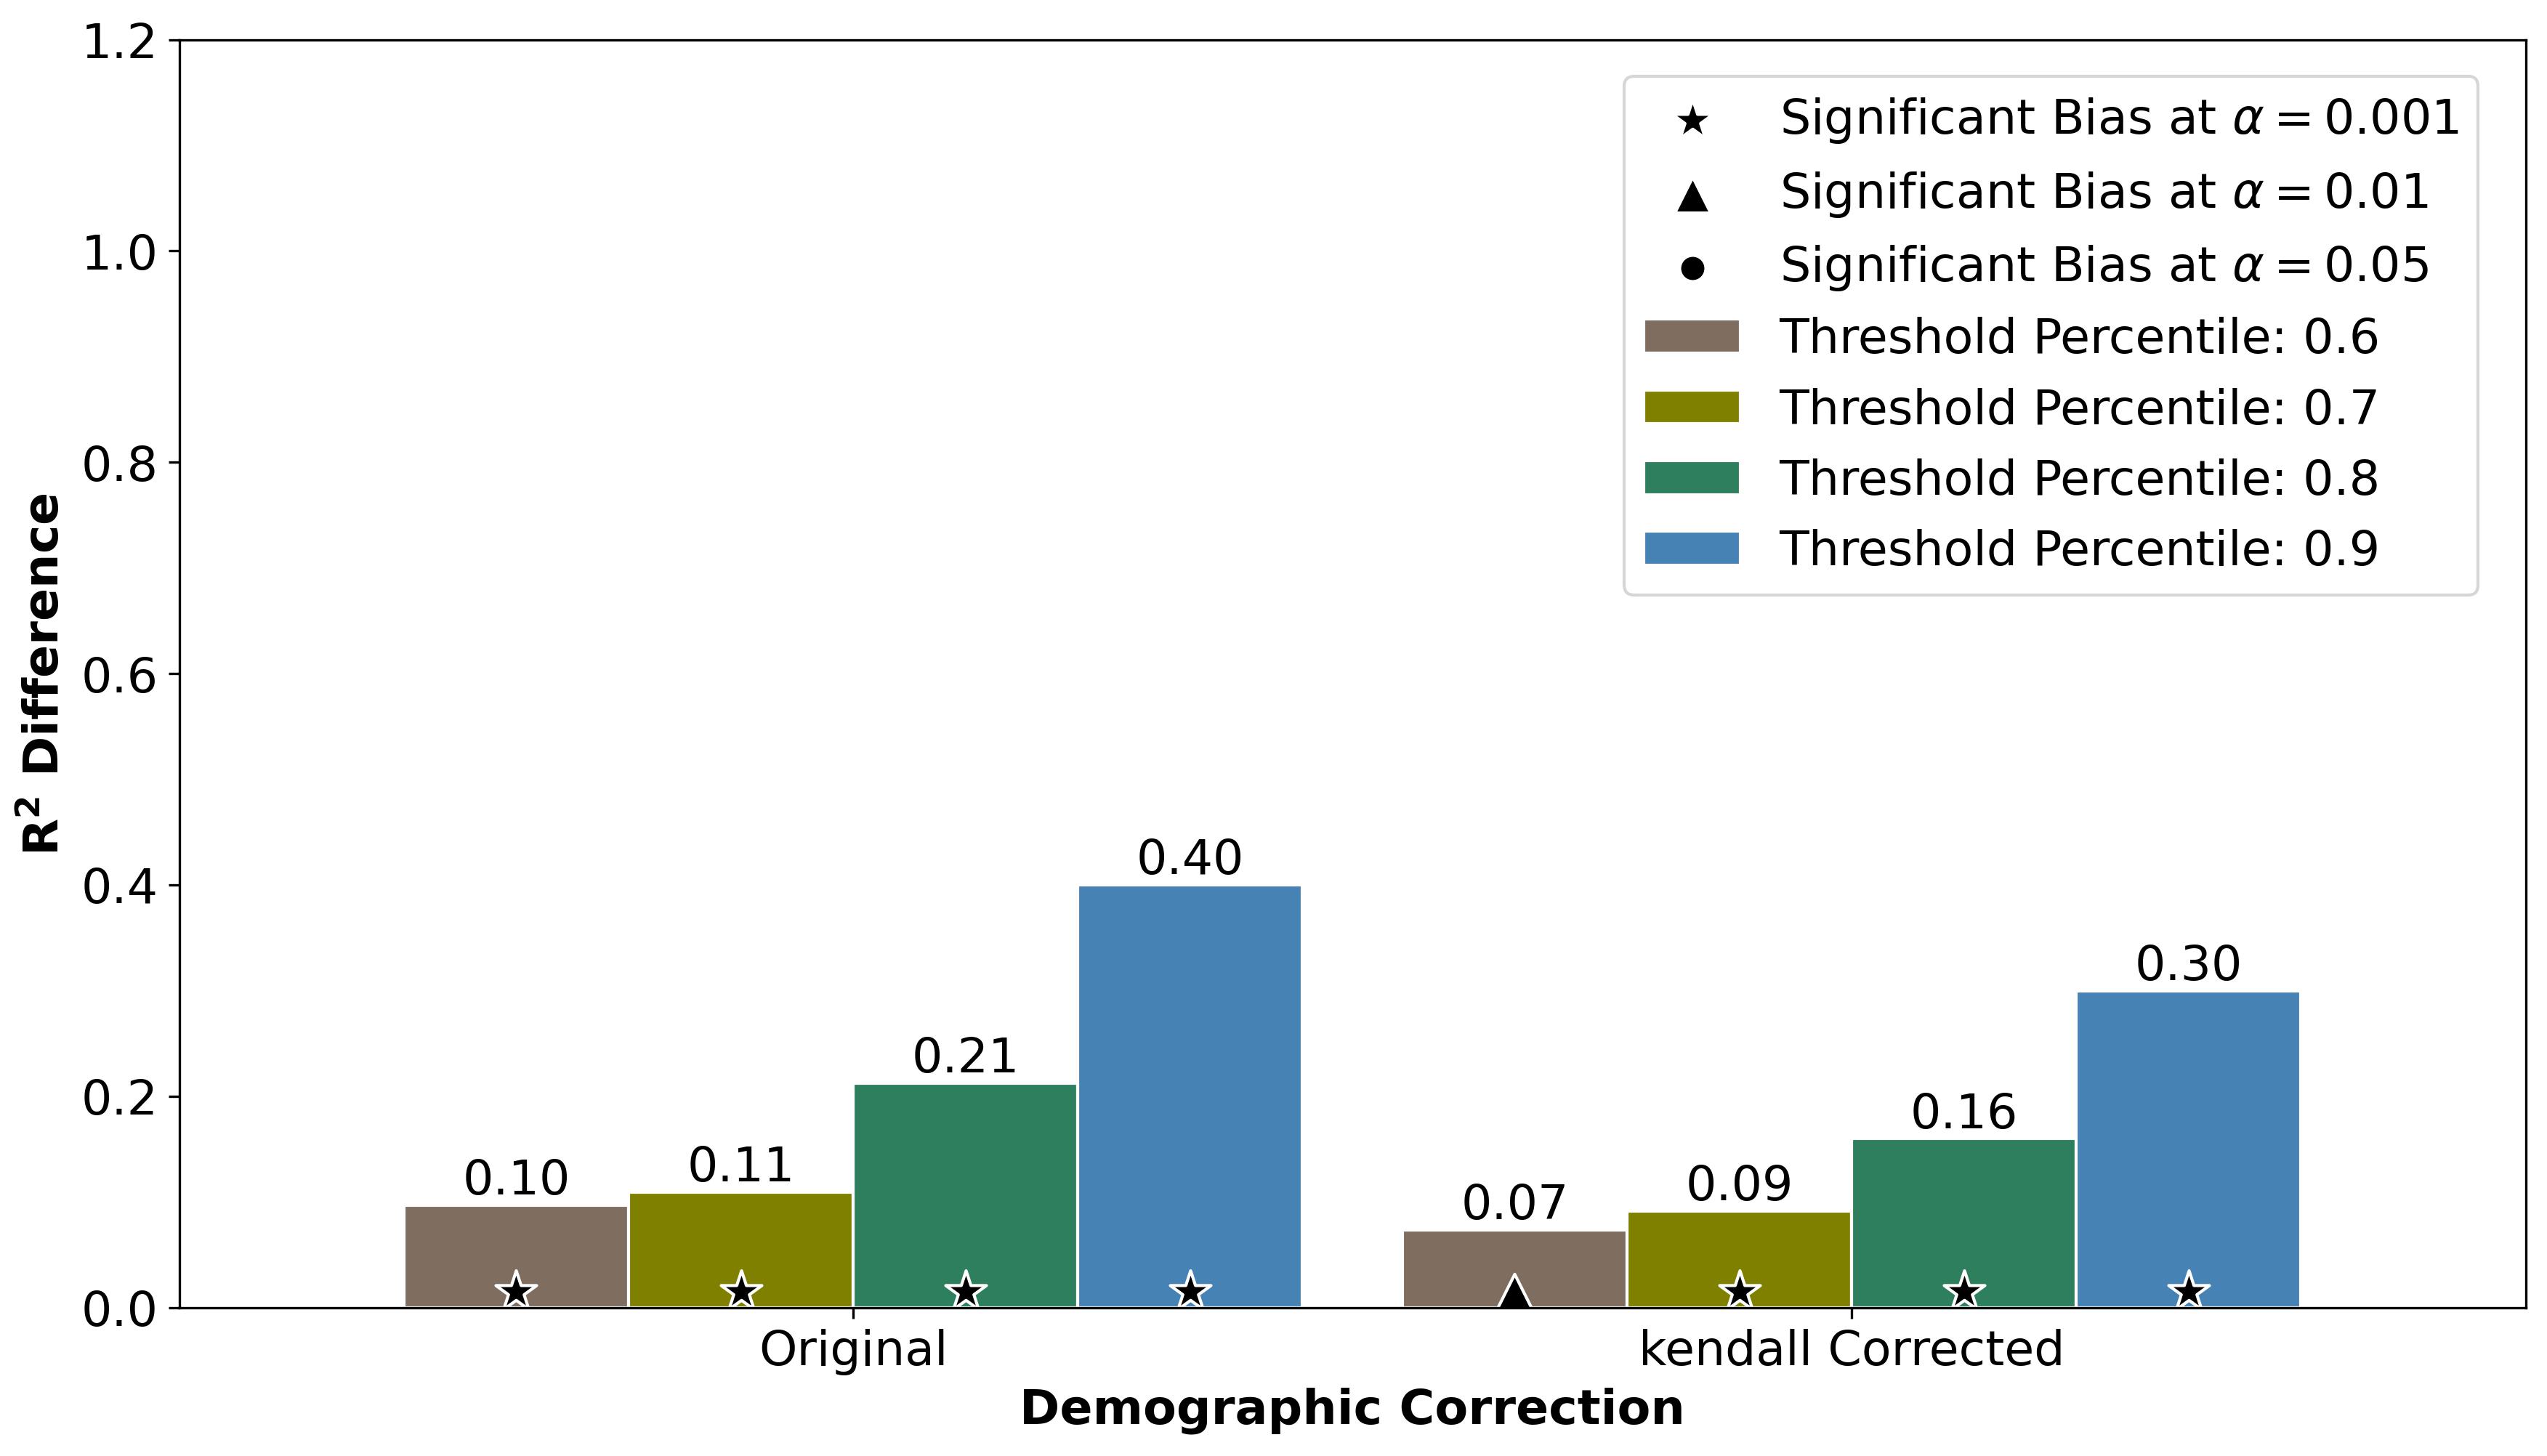 1.2
1.0
0.8
0.6
0.4
0.2
0.0
R² Difference
Significant Bias at α = 0.001
Significant Bias at α = 0.01
Significant Bias at α = 0.05
Threshold Percentile: 0.6
Threshold Percentile: 0.7
Threshold Percentile: 0.8
Threshold Percentile: 0.9
0.10
0.11
0.21
0.40
0.07
0.09
0.16
0.30
Original
kendall Corrected
Demographic Correction